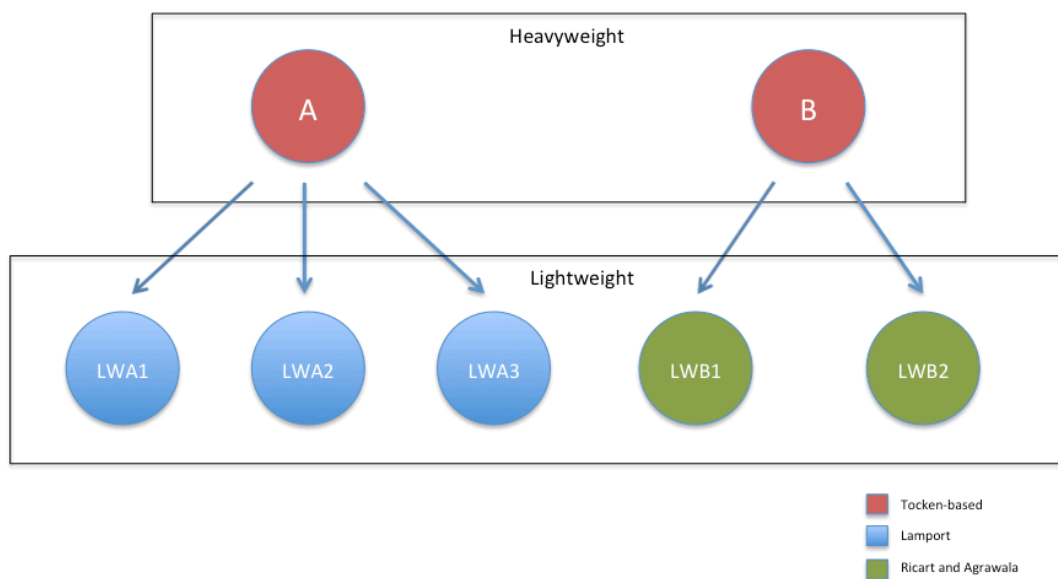 Heavyweight
A
B
Lightweight
LWA1
LWA2
LWA3
LWB1
LWB2
Tocken-based
Lamport
Ricart and Agrawala